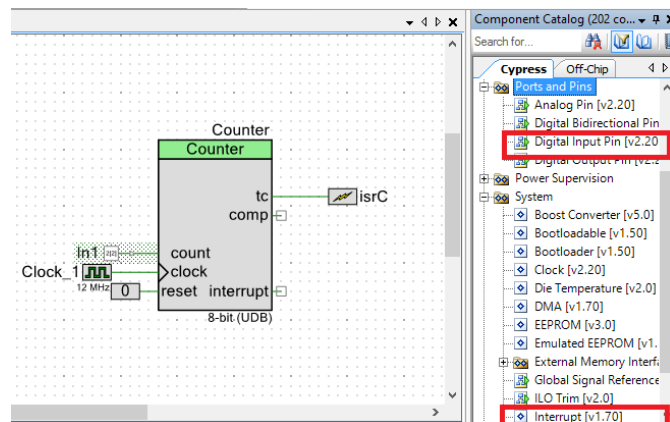 Component Catalog (202 co...
Search for...
Cypress
Off-Chip
Ports and Pins
Analog Pin [v2.20]
Digital Bidirectional Pin
Digital Input Pin [v2.20
Digital Output Pin [v2.2
Power Supervision
System
Boost Converter [v5.0]
Bootloadable [v1.50]
Bootloader [v1.50]
Clock [v2.20]
Die Temperature [v2.0]
DMA [v1.70]
EEPROM [v3.0]
Emulated EEPROM [v1.
External Memory Interfa
Global Signal Reference
ILO Trim [v2.0]
Interrupt [v1.70]
Counter
Counter
tc
isrC
comp
In1
count
Clock_1
clock
12 MHz
0
reset interrupt
8-bit (UDB)